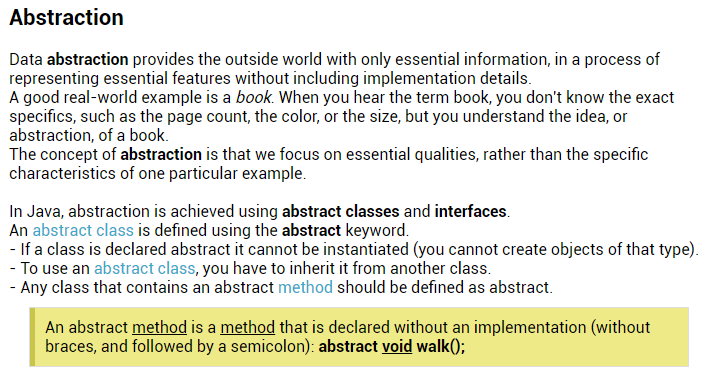 Abstraction
Data abstraction provides the outside world with only essential information, in a process of
representing essential features without including implementation details.
A good real-world example is a book. When you hear the term book, you don't know the exact
specifics, such as the page count, the color, or the size, but you understand the idea, or
abstraction, of a book.
The concept of abstraction is that we focus on essential qualities, rather than the specific
characteristics of one particular example.
In Java, abstraction is achieved using abstract classes and interfaces.
An abstract class is defined using the abstract keyword.
- If a class is declared abstract it cannot be instantiated (you cannot create objects of that type).
- To use an abstract class, you have to inherit it from another class.
- Any class that contains an abstract method should be defined as abstract.
An abstract method is a method that is declared without an implementation (without
braces, and followed by a semicolon): abstract void walk();